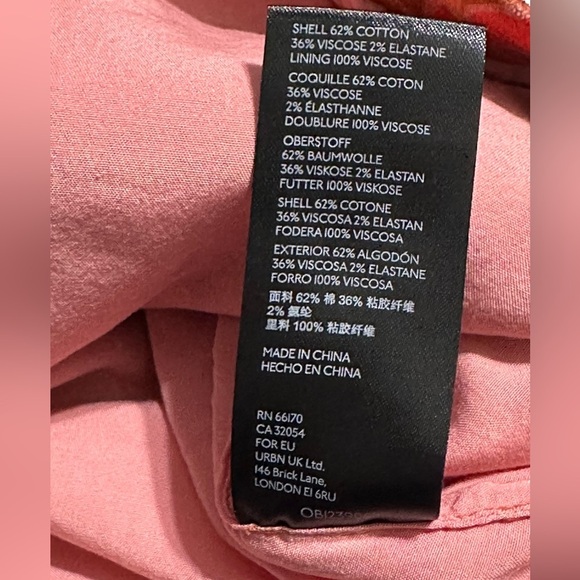 SHELL 62% COTTON
36% VISCOSE 2% ELASTANE
LINING 100% VISCOSE
COQUILLE 62% COTON
36% VISCOSE
2% ÉLASTHANNE
DOUBLURE 100% VISCOSE
OBERSTOFF
62% BAUMWOLLE
36% VISKOSE 2% ELASTAN
FUTTER 100% VISKOSE
SHELL 62% COTONE
36% VISCOSA 2% ELASTAN
FODERA 100% VISCOSA
EXTERIOR 62% ALGODÓN
36% VISCOSA 2% ELASTANE
FORRO 100% VISCOSA
面料 62% 棉 36% 粘胶纤维
2% 氨纶
里料 100% 粘胶纤维
MADE IN CHINA
HECHO EN CHINA
RN 66170
CA 32054
FOR EU
URBN UK Ltd.
146 Brick Lane,
LONDON E1 6RU